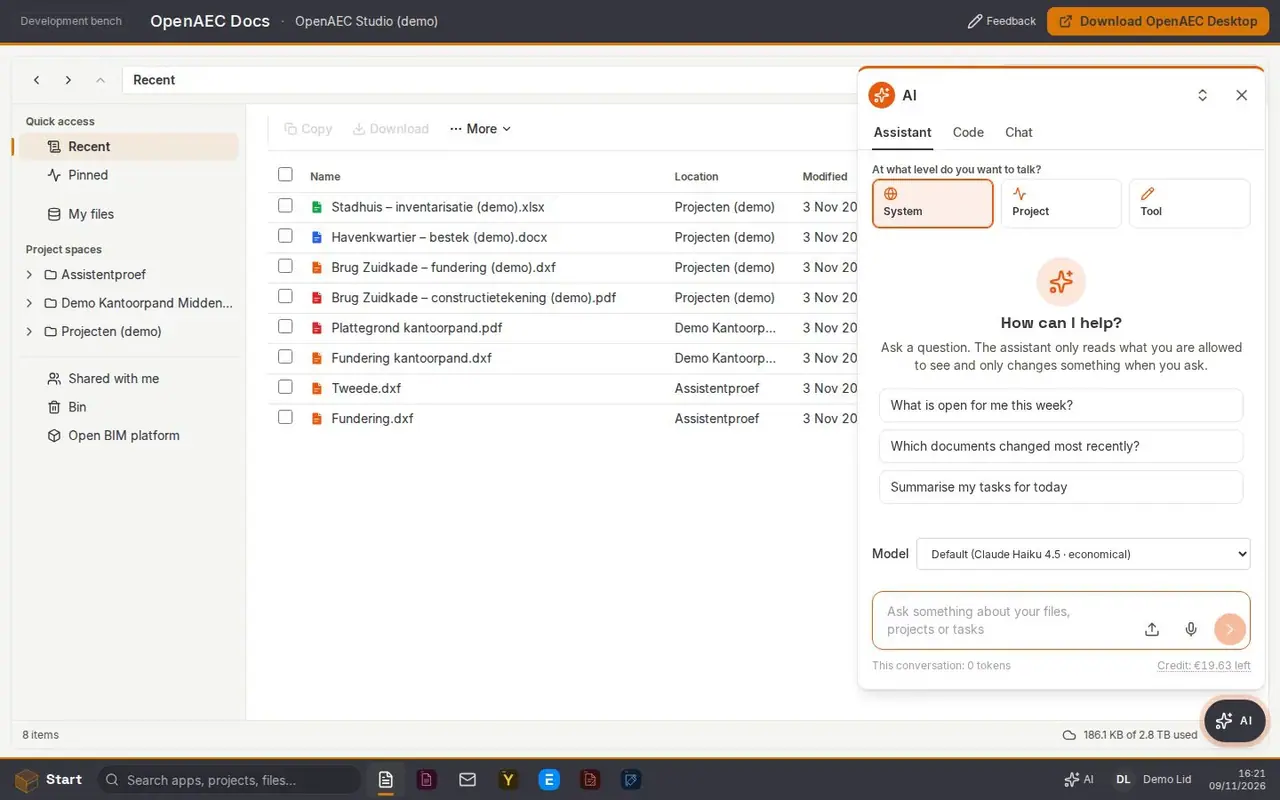 Development bench
OpenAEC Docs · OpenAEC Studio (demo)
Feedback
Download OpenAEC Desktop
Recent
Quick access
Recent
Pinned
My files
Project spaces
Assistentproef
Demo Kantoorpand Midden...
Projecten (demo)
Shared with me
Bin
Open BIM platform
Copy Download ··· More
Name Location Modified
Stadhuis – inventarisatie (demo).xlsx Projecten (demo) 3 Nov 20
Havenkwartier – bestek (demo).docx Projecten (demo) 3 Nov 20
Brug Zuidkade – fundering (demo).dxf Projecten (demo) 3 Nov 20
Brug Zuidkade – constructietekening (demo).pdf Projecten (demo) 3 Nov 20
Plattegrond kantoorpand.pdf Demo Kantoorp... 3 Nov 20
Fundering kantoorpand.dxf Demo Kantoorp... 3 Nov 20
Tweede.dxf Assistentproef 3 Nov 20
Fundering.dxf Assistentproef 3 Nov 20
AI
Assistant Code Chat
At what level do you want to talk?
System Project Tool
How can I help?
Ask a question. The assistant only reads what you are allowed
to see and only changes something when you ask.
What is open for me this week?
Which documents changed most recently?
Summarise my tasks for today
Model Default (Claude Haiku 4.5 · economical)
Ask something about your files,
projects or tasks
This conversation: 0 tokens Credit: €19.63 left
8 items
186.1 KB of 2.8 TB used
AI
Start
Search apps, projects, files...
Y
E
AI
DL Demo Lid
16:21
09/11/2026